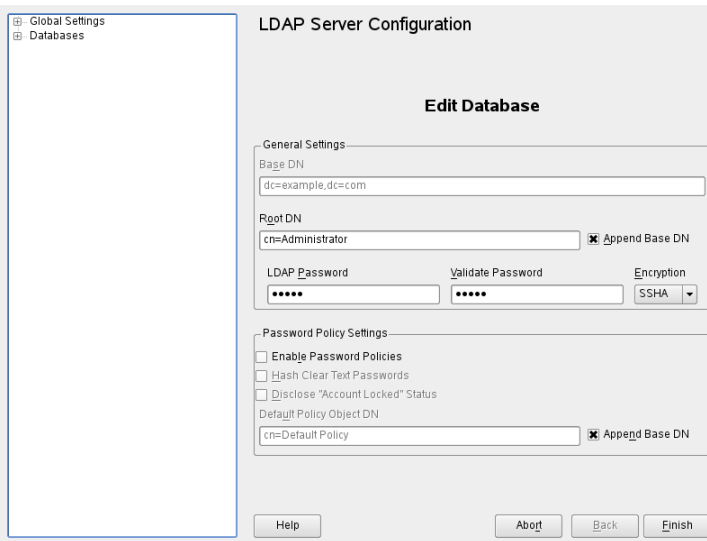 Global Settings
Databases
LDAP Server Configuration
Edit Database
General Settings
Base DN
dc=example,dc=com
Root DN
cn=Administrator
Append Base DN
LDAP Password
Validate Password
Encryption
•••••
•••••
SSHA
Password Policy Settings
Enable Password Policies
Hash Clear Text Passwords
Disclose "Account Locked" Status
Default Policy Object DN
cn=Default Policy
Append Base DN
Help
Abort
Back
Finish